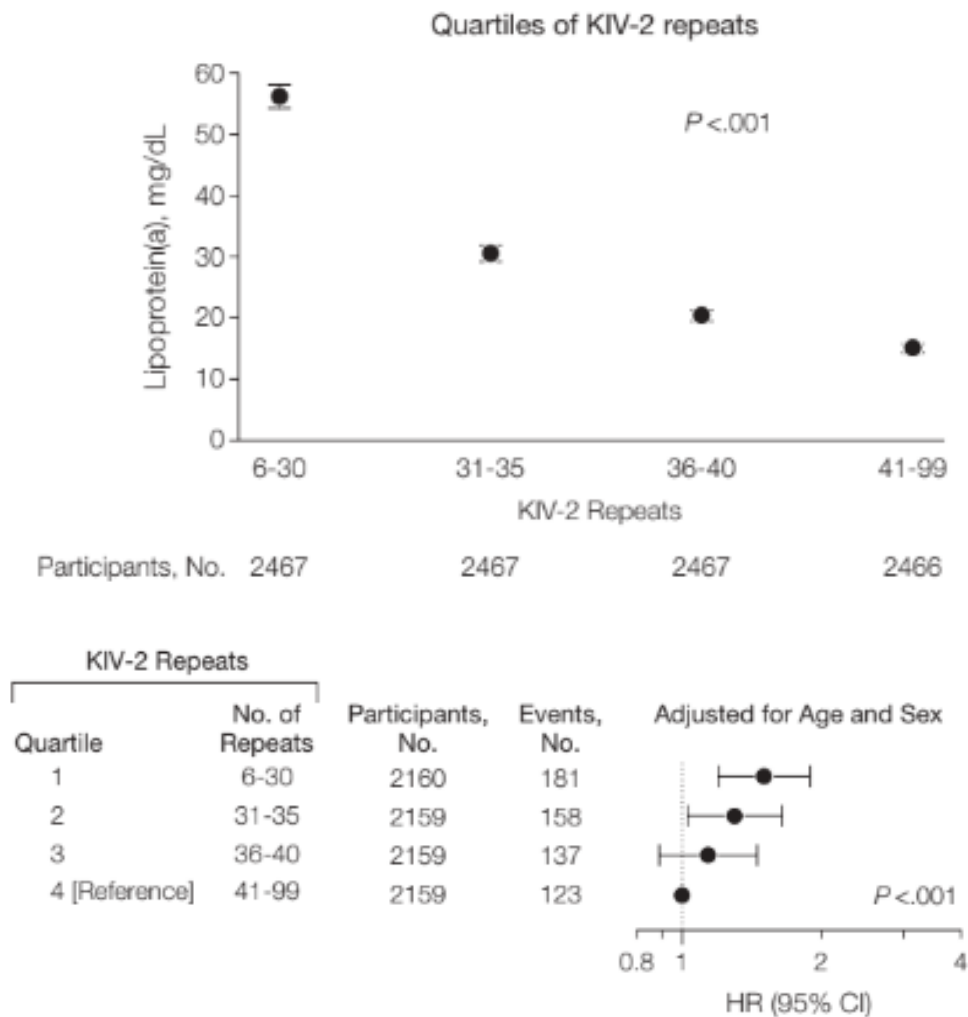 Quartiles of KIV-2 repeats
60
50
40
30
20
10
0
Lipoprotein(a), mg/dL
P <.001
6-30 31-35 36-40 41-99
KIV-2 Repeats
Participants, No. 2467 2467 2467 2466
KIV-2 Repeats
Quartile No. of Repeats Participants, No. Events, No. Adjusted for Age and Sex
1 6-30 2160 181
2 31-35 2159 158
3 36-40 2159 137
4 [Reference] 41-99 2159 123 P <.001
0.8 1 2 4
HR (95% CI)